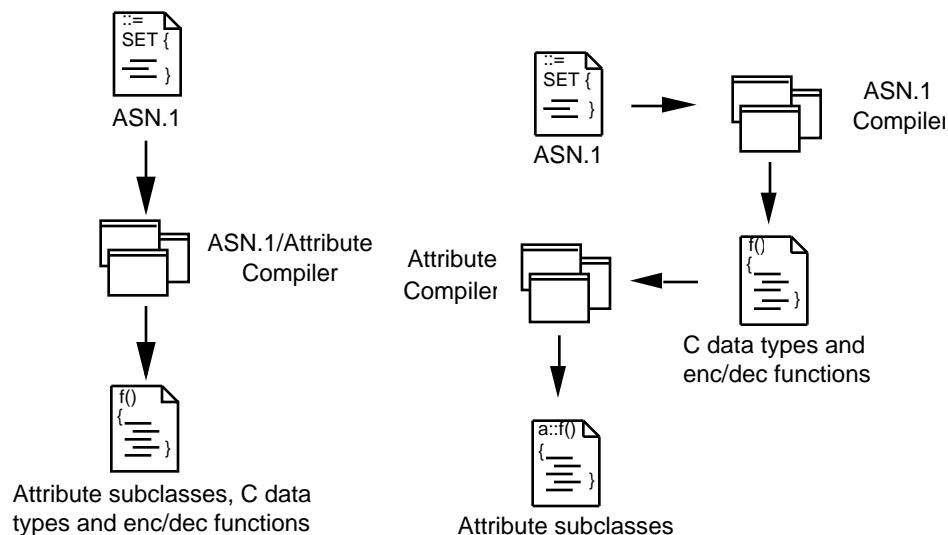 ::=
SET {
}
ASN.1
ASN.1/Attribute
Compiler
f()
{
}
Attribute subclasses, C data
types and enc/dec functions
::=
SET {
}
ASN.1
ASN.1
Compiler
f()
{
}
C data types and
enc/dec functions
Attribute
Compiler
a::f()
{
}
Attribute subclasses